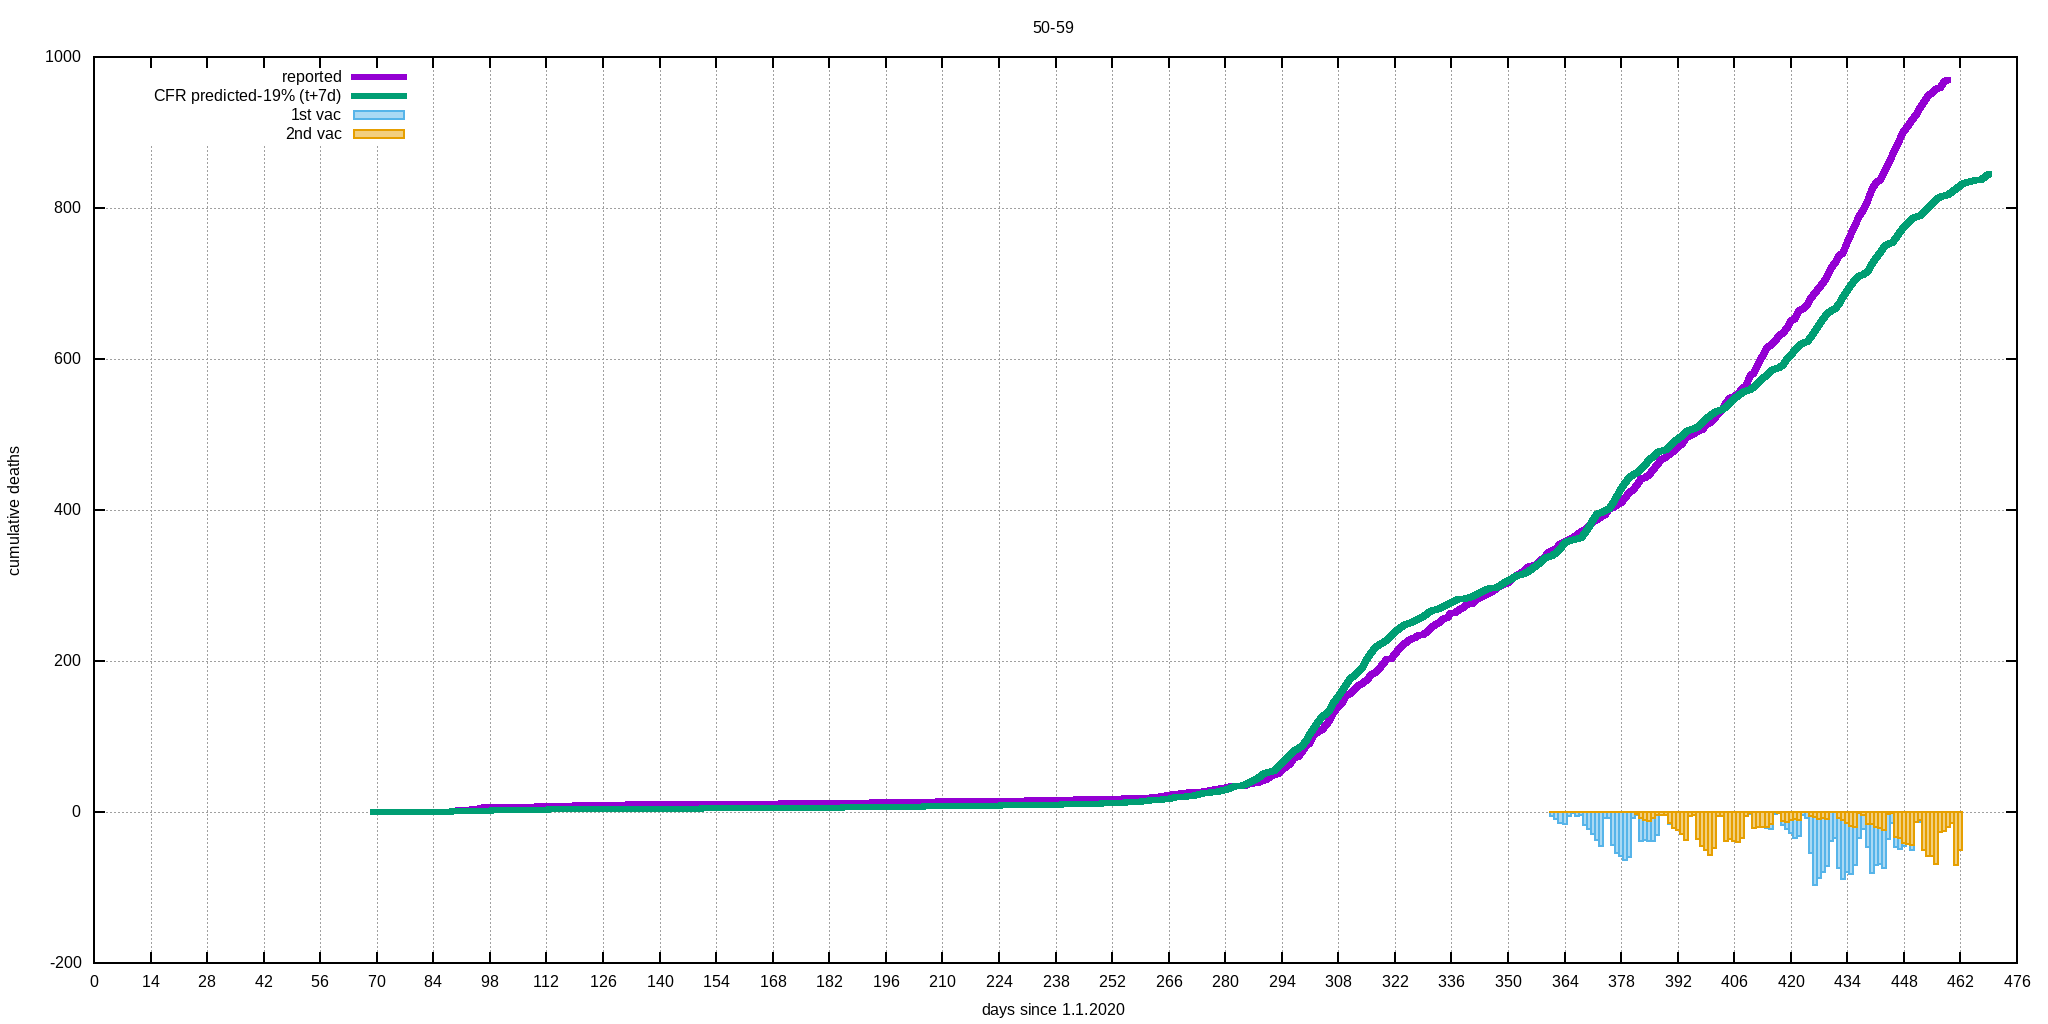 50-59
1000
800
600
400
200
0
-200
reported
CFR predicted-19% (t+7d)
1st vac
2nd vac
cumulative deaths
0 14 28 42 56 70 84 98 112 126 140 154 168 182 196 210 224 238 252 266 280 294 308 322 336 350 364 378 392 406 420 434 448 462 476
days since 1.1.2020